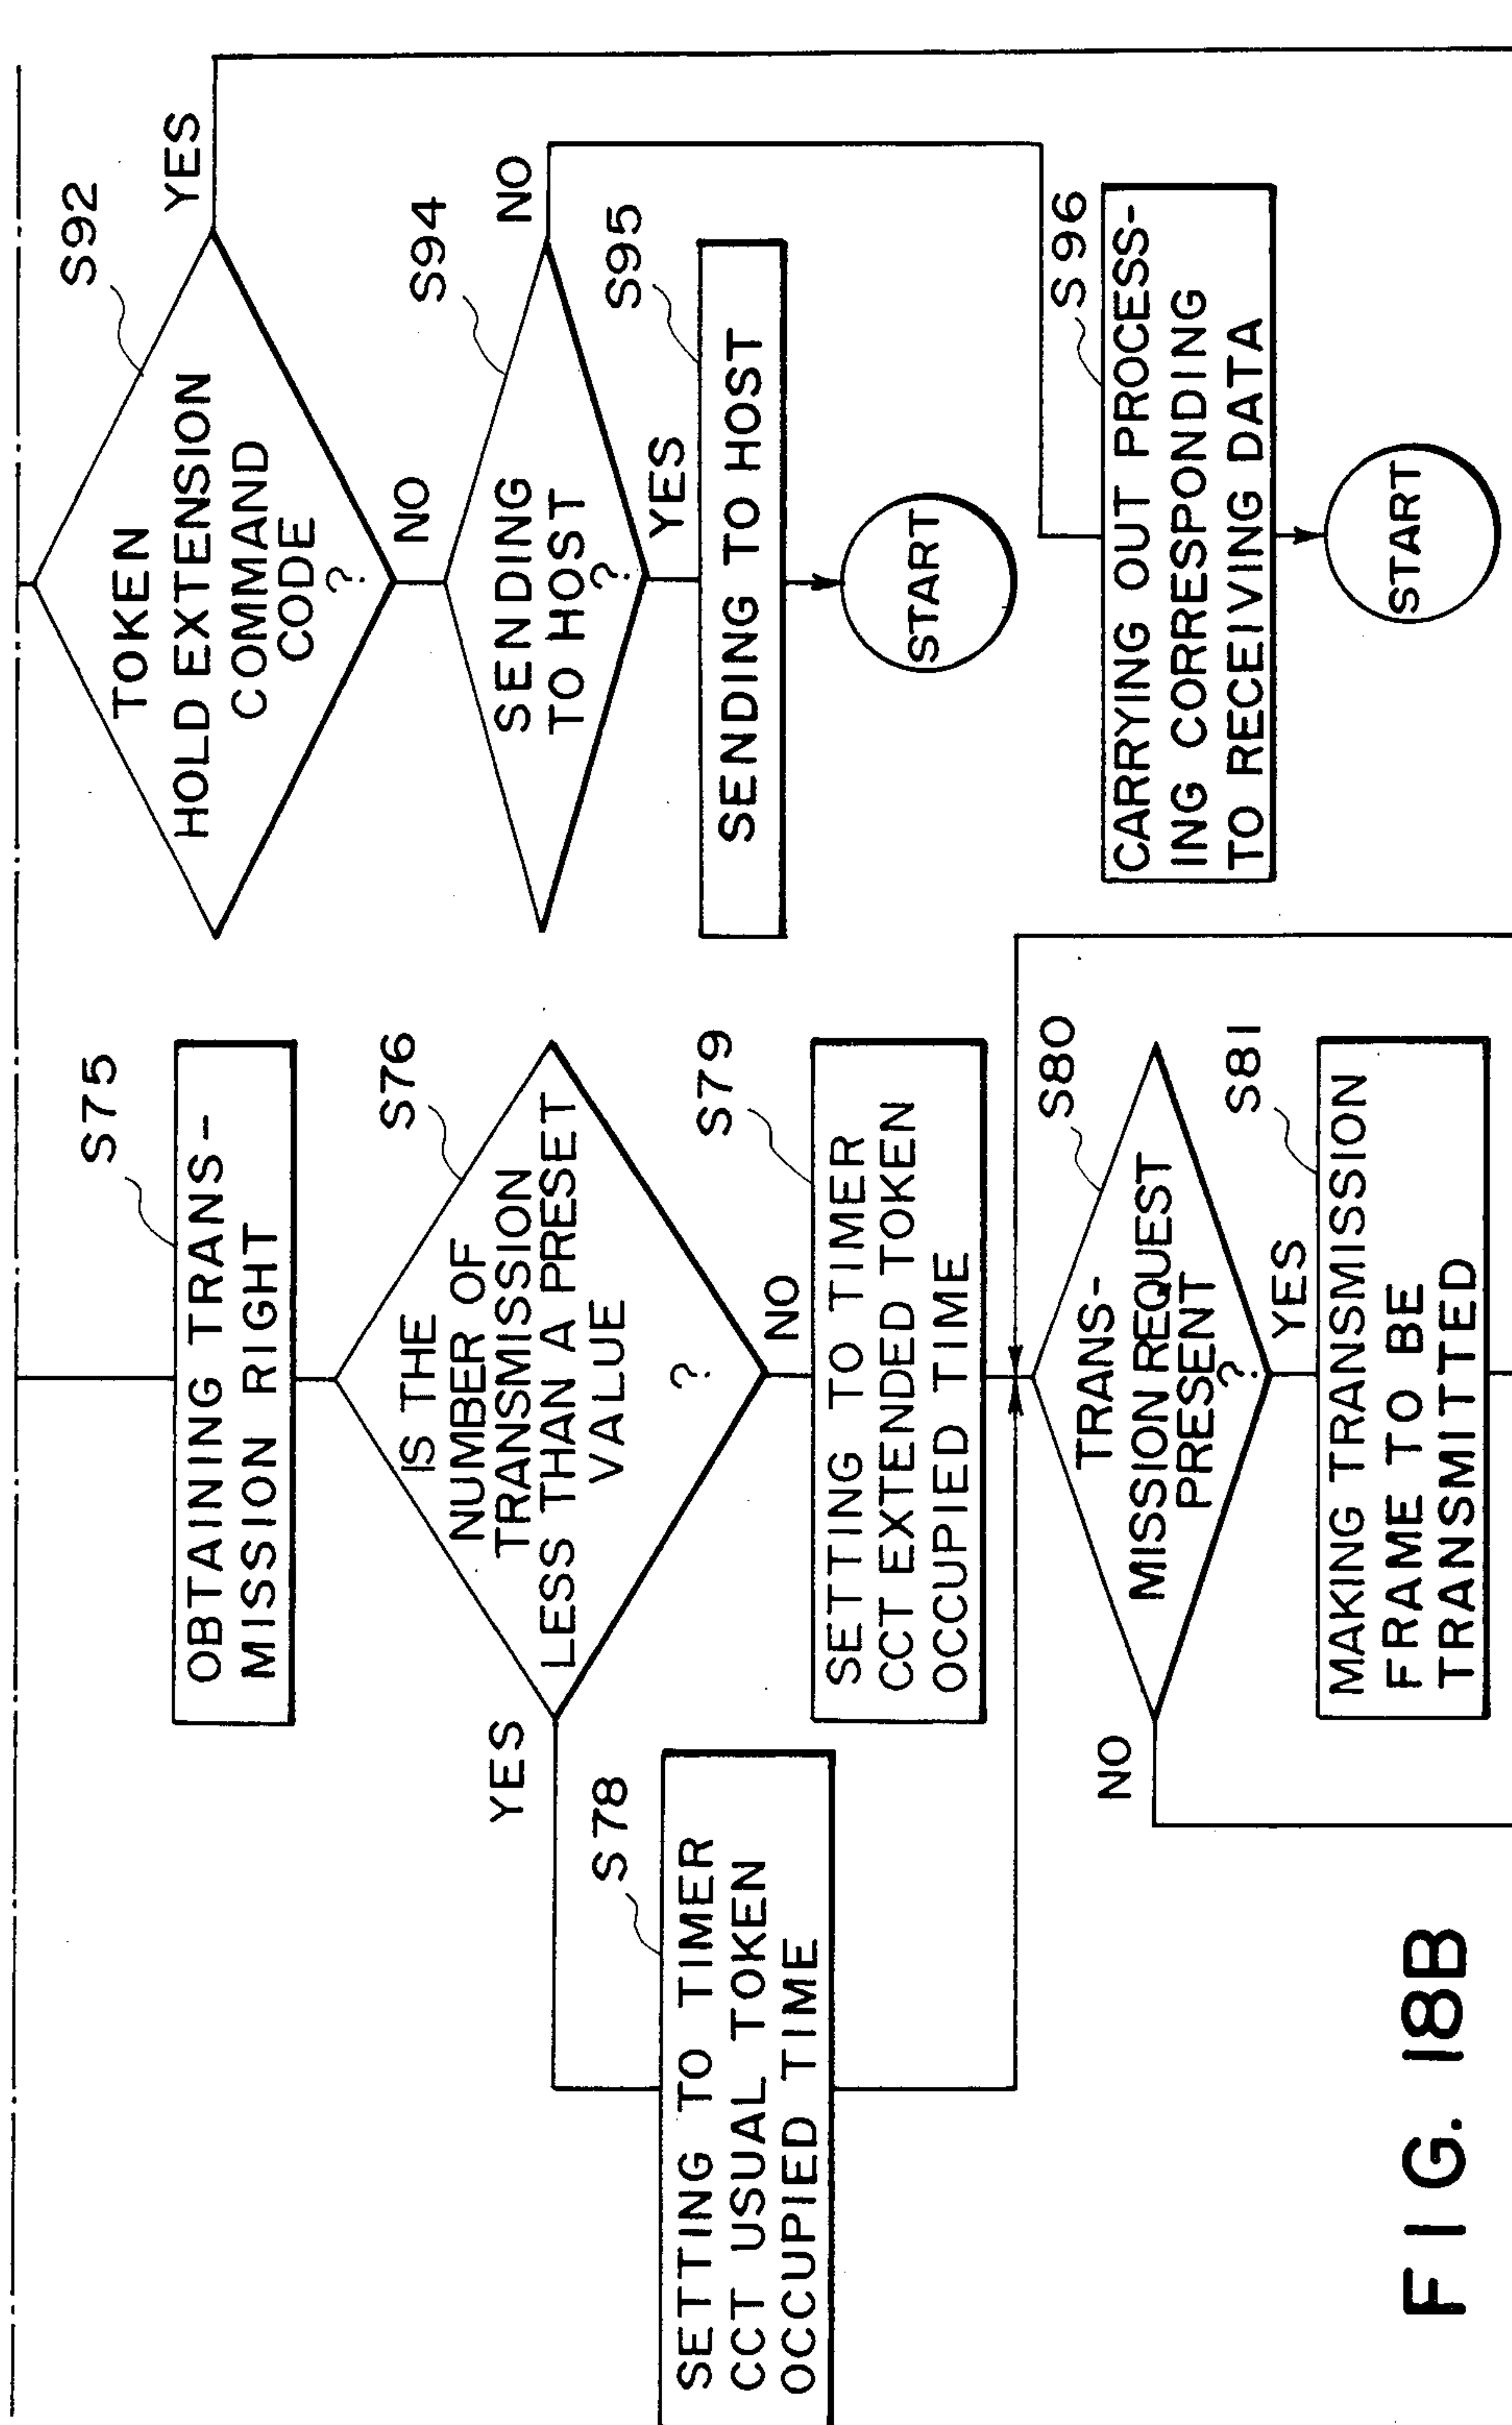 S75
OBTAINING TRANS-
MISSION RIGHT
S76
IS THE
NUMBER OF
TRANSMISSION
LESS THAN A PRESET
VALUE
?
YES
NO
S78
SETTING TO TIMER
CCT USUAL TOKEN
OCCUPIED TIME
S79
SETTING TO TIMER
CCT EXTENDED TOKEN
OCCUPIED TIME
S80
TRANS-
MISSION REQUEST
PRESENT
?
NO
YES
S81
MAKING TRANSMISSION
FRAME TO BE
TRANSMITTED
S92
TOKEN
HOLD EXTENSION
COMMAND
CODE
?
YES
NO
S94
SENDING
TO HOST
?
NO
YES
S95
SENDING TO HOST
START
S96
CARRYING OUT PROCESS-
ING CORRESPONDING
TO RECEIVING DATA
START
FIG. 18B